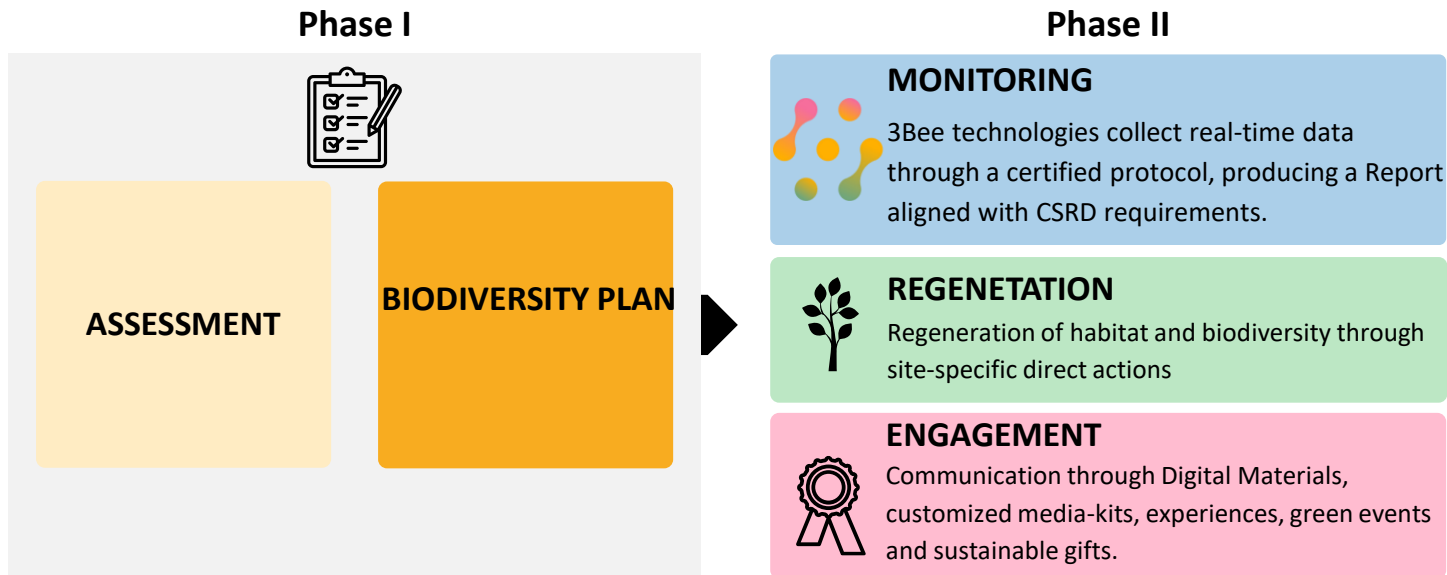 Phase I
ASSESSMENT
BIODIVERSITY PLAN
Phase II
MONITORING
3Bee technologies collect real-time data
through a certified protocol, producing a Report
aligned with CSRD requirements.
REGENETATION
Regeneration of habitat and biodiversity through
site-specific direct actions
ENGAGEMENT
Communication through Digital Materials,
customized media-kits, experiences, green events
and sustainable gifts.